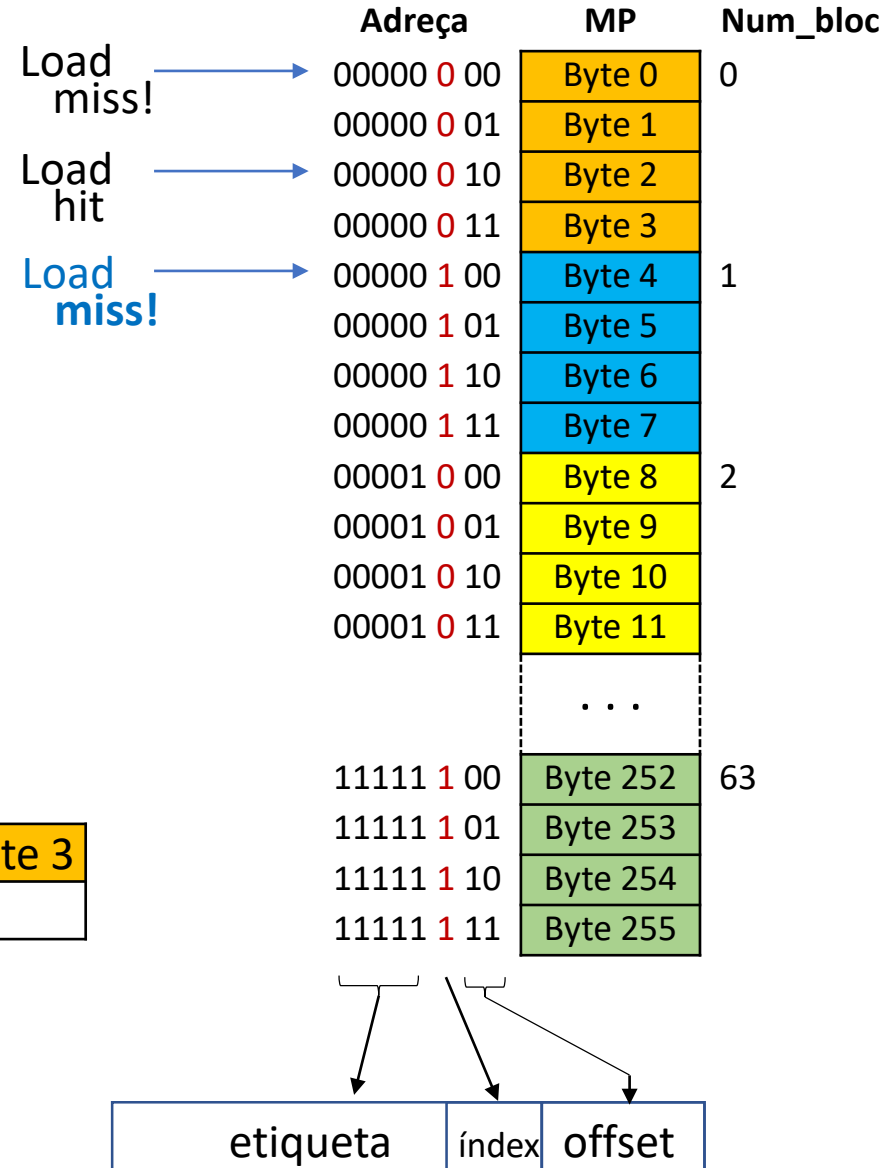 Adreça MP Num_bloc
Load 00000 0 00 Byte 0 0
miss!
00000 0 01 Byte 1
Load 00000 0 10 Byte 2
hit
00000 0 11 Byte 3
Load 00000 1 00 Byte 4 1
miss!
00000 1 01 Byte 5
00000 1 10 Byte 6
00000 1 11 Byte 7
00001 0 00 Byte 8 2
00001 0 01 Byte 9
00001 0 10 Byte 10
00001 0 11 Byte 11
. . .
11111 1 00 Byte 252 63
te 3 11111 1 01 Byte 253
11111 1 10 Byte 254
11111 1 11 Byte 255
etiqueta índex offset